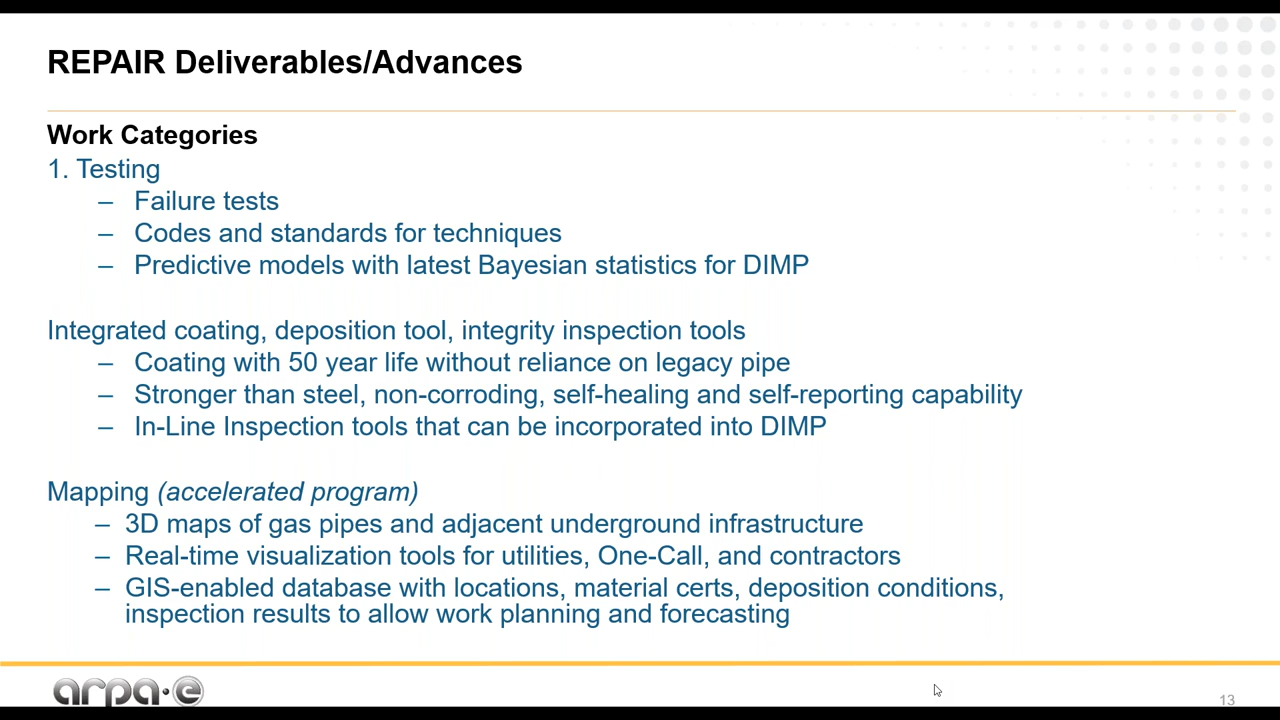 REPAIR Deliverables/Advances
Work Categories
1. Testing
– Failure tests
– Codes and standards for techniques
– Predictive models with latest Bayesian statistics for DIMP
Integrated coating, deposition tool, integrity inspection tools
– Coating with 50 year life without reliance on legacy pipe
– Stronger than steel, non-corroding, self-healing and self-reporting capability
– In-Line Inspection tools that can be incorporated into DIMP
Mapping (accelerated program)
– 3D maps of gas pipes and adjacent underground infrastructure
– Real-time visualization tools for utilities, One-Call, and contractors
– GIS-enabled database with locations, material certs, deposition conditions,
inspection results to allow work planning and forecasting
arpa·e
13